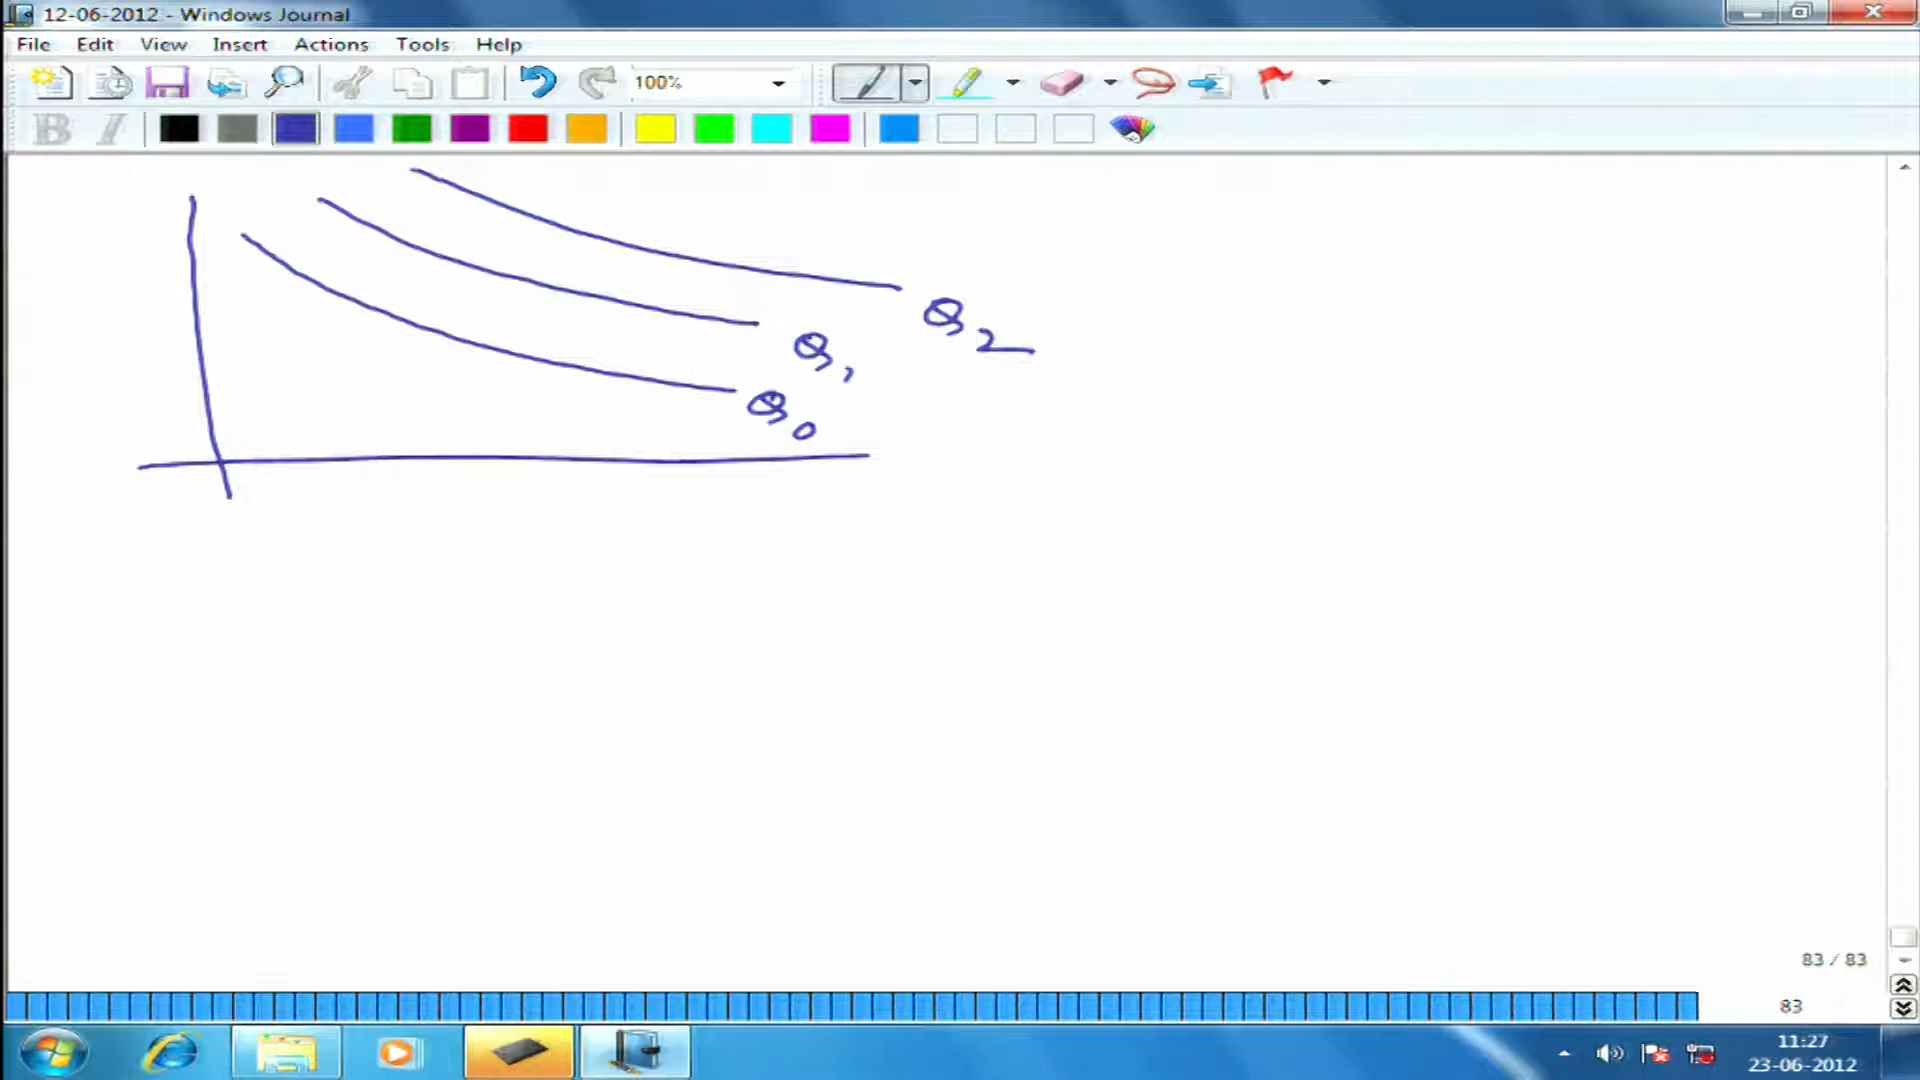 12-06-2012 - Windows Journal
File Edit View Insert Actions Tools Help
100%
B I
Q2
Q1
Q0
83 / 83
83
11:27
23-06-2012